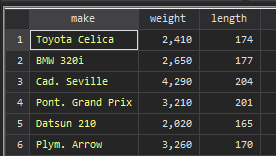 make weight length
1 Toyota Celica 2,410 174
2 BMW 320i 2,650 177
3 Cad. Seville 4,290 204
4 Pont. Grand Prix 3,210 201
5 Datsun 210 2,020 165
6 Plym. Arrow 3,260 170